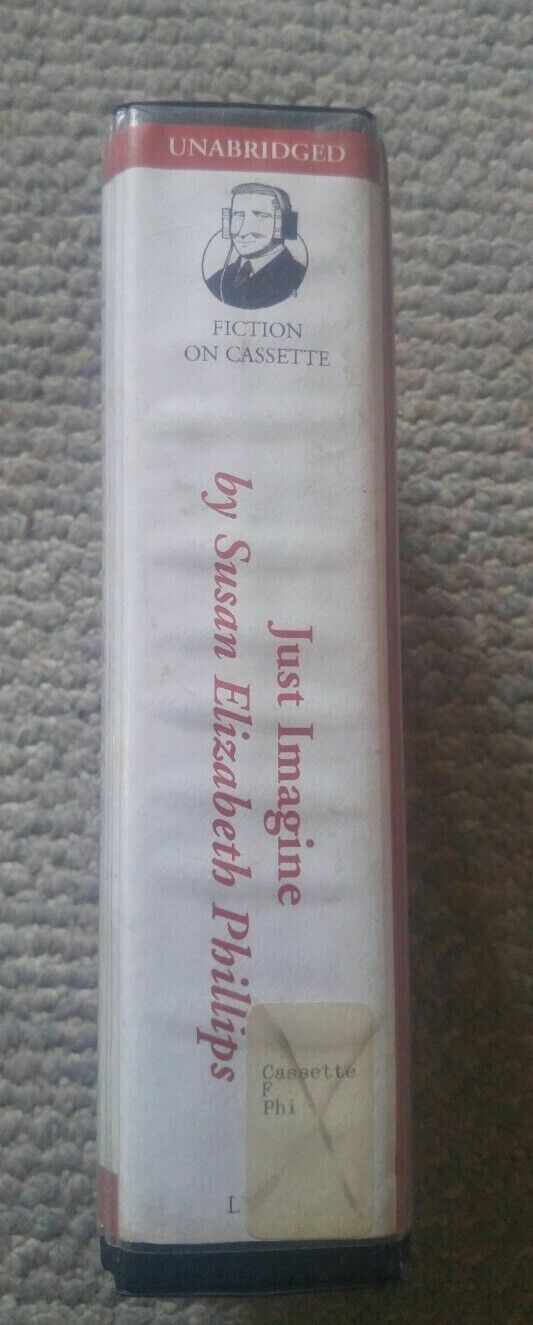 UNABRIDGED
FICTION
ON CASSETTE
Just Imagine
by Susan Elizabeth Phillips
Cassette
F
Phi